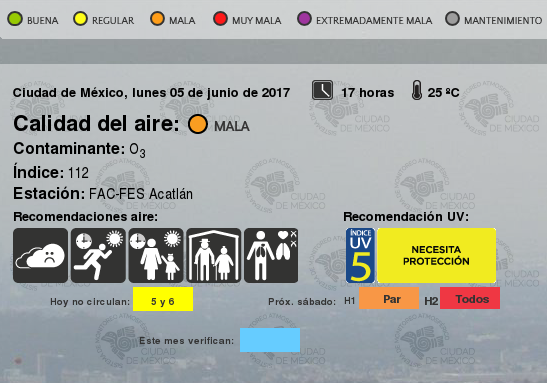 BUENA REGULAR MALA MUY MALA EXTREMADAMENTE MALA MANTENIMIENTO
Ciudad de México, lunes 05 de junio de 2017 17 horas 25 ºC
Calidad del aire: MALA
Contaminante: O3
Índice: 112
Estación: FAC-FES Acatlán
Recomendaciones aire: Recomendación UV:
ÍNDICE UV 5 NECESITA PROTECCIÓN
Hoy no circulan: 5 y 6 Próx. sábado: H1 Par H2 Todos
Este mes verifican:
MONITOREO ATMOSFÉRICO
CIUDAD DE MÉXICO